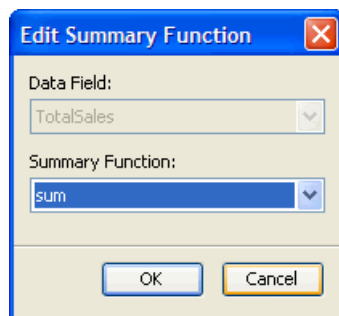 Edit Summary Function
Data Field:
TotalSales
Summary Function:
sum
OK Cancel